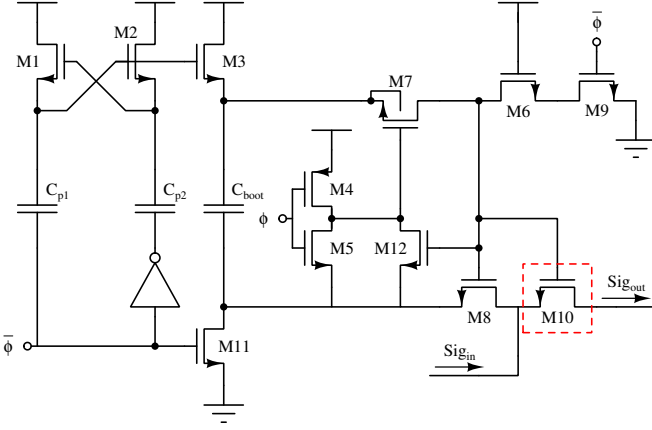 M1
M2
M3
M7
M6
M9
ϕ̅
C_p1
C_p2
C_boot
M4
ϕ
M5
M12
M8
M10
Sig_out
ϕ̅
M11
Sig_in